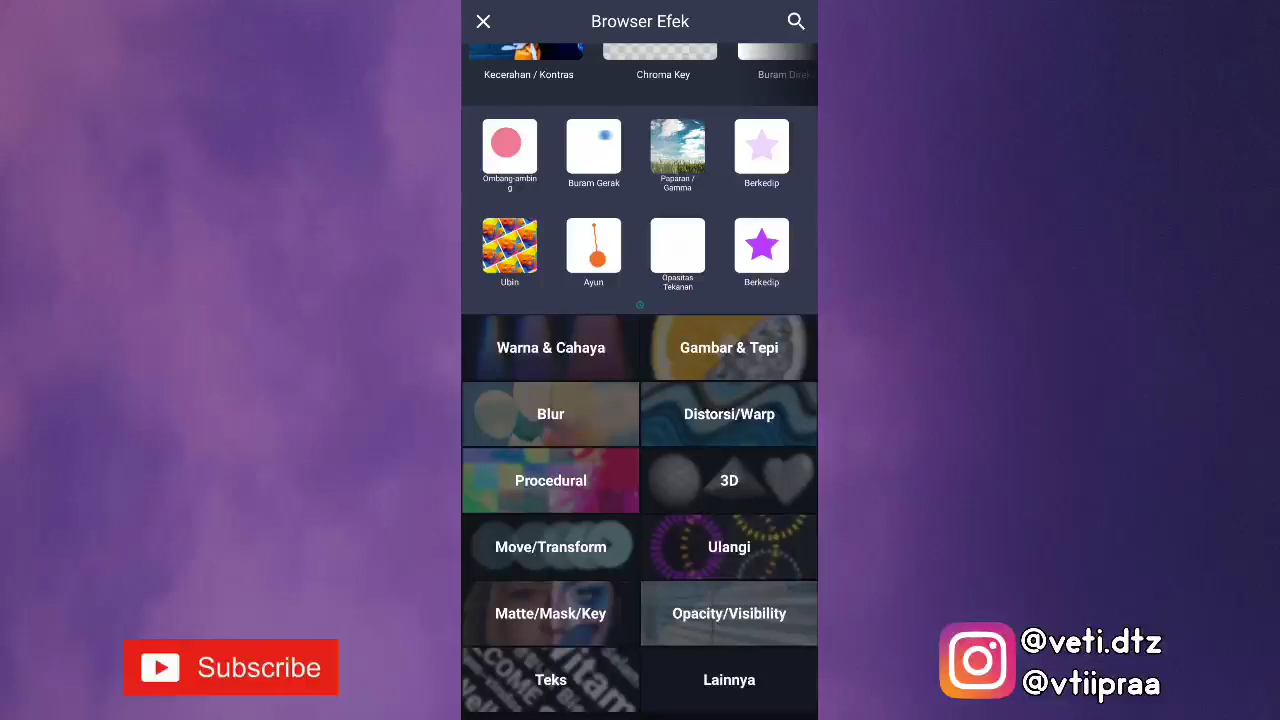 Browser Efek
Kecerahan / Kontras
Chroma Key
Buram Direk
Ombang-ambin
g
Buram Gerak
Paparan /
Gamma
Berkedip
Ubin
Ayun
Opasitas
Tekanan
Berkedip
Warna & Cahaya
Gambar & Tepi
Blur
Distorsi/Warp
Procedural
3D
Move/Transform
Ulangi
Matte/Mask/Key
Opacity/Visibility
Teks
Lainnya
Subscribe
@veti.dtz
@vtiipraa